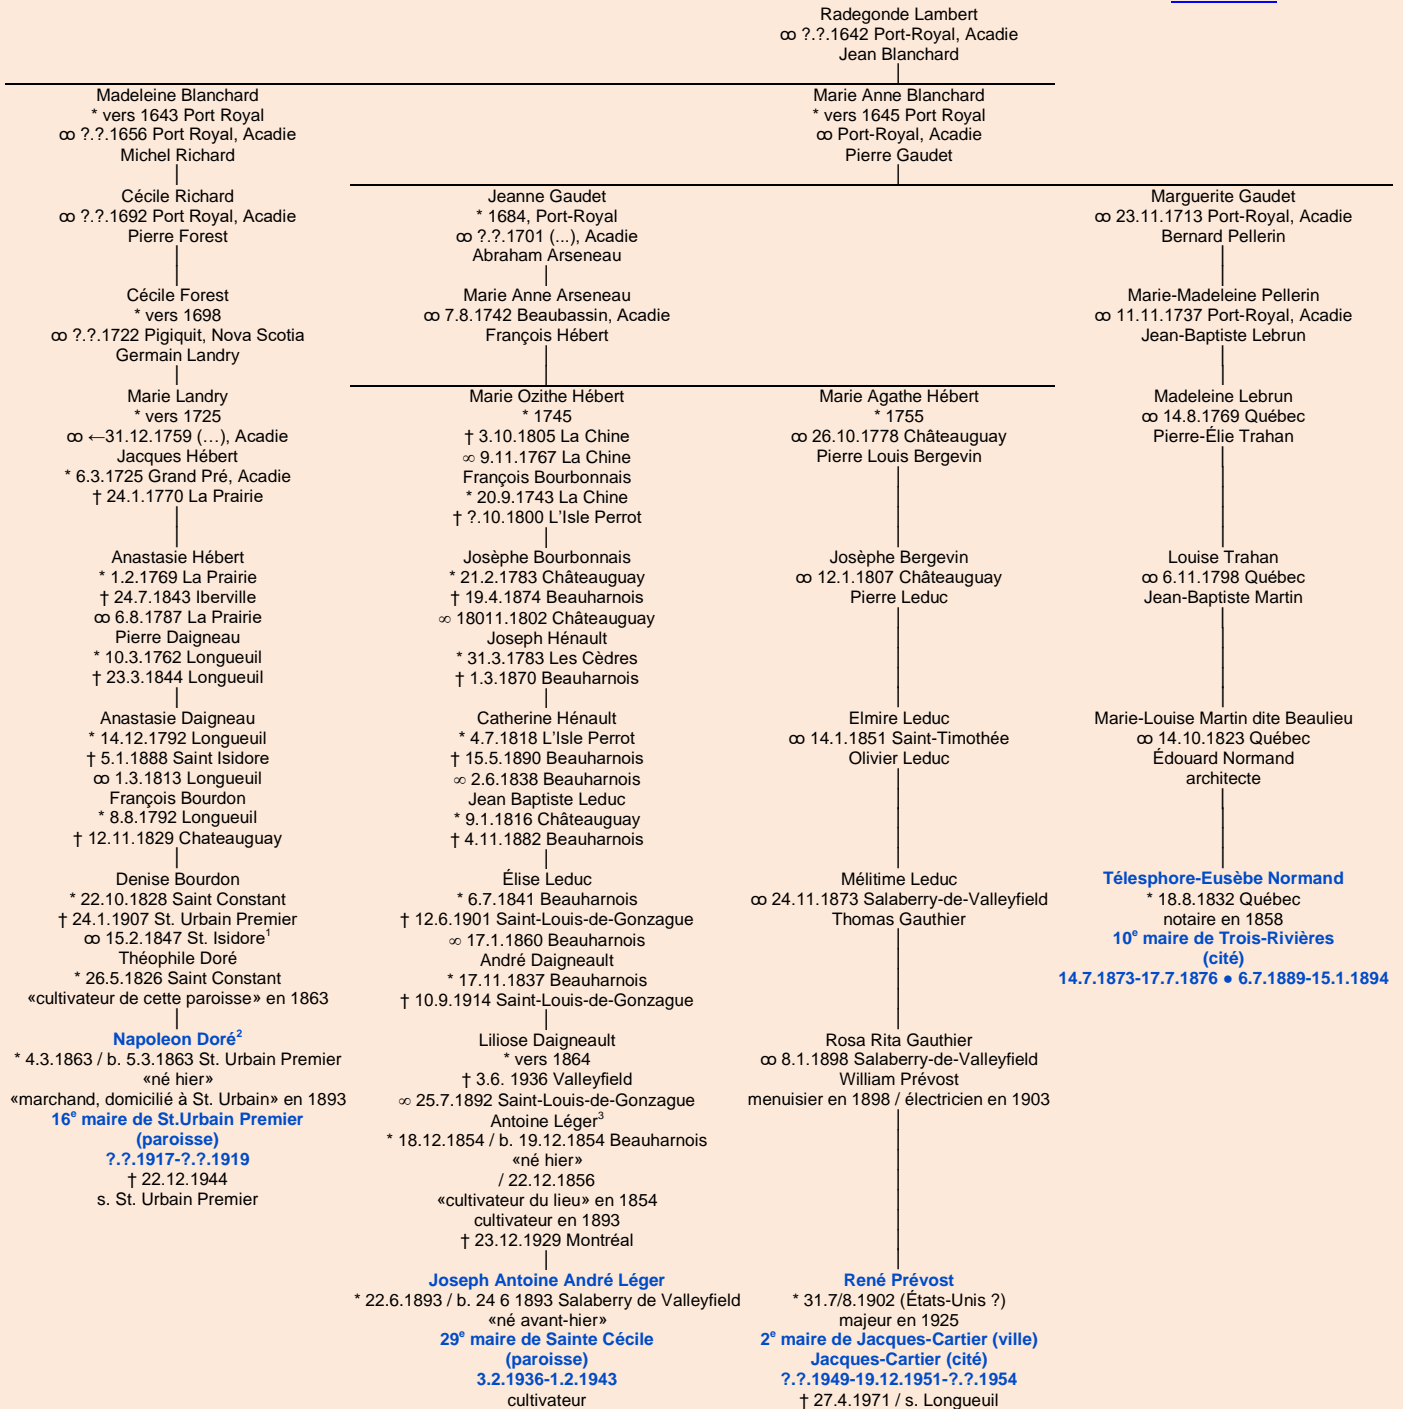 Radegonde Lambert
ꝏ ?.?.1642 Port-Royal, Acadie
Jean Blanchard
Madeleine Blanchard
* vers 1643 Port Royal
ꝏ ?.?.1656 Port Royal, Acadie
Michel Richard
Marie Anne Blanchard
* vers 1645 Port Royal
ꝏ Port-Royal, Acadie
Pierre Gaudet
Cécile Richard
ꝏ ?.?.1692 Port Royal, Acadie
Pierre Forest
Jeanne Gaudet
* 1684, Port-Royal
ꝏ ?.?.1701 (...), Acadie
Abraham Arseneau
Marguerite Gaudet
ꝏ 23.11.1713 Port-Royal, Acadie
Bernard Pellerin
Cécile Forest
* vers 1698
ꝏ ?.?.1722 Pigiquit, Nova Scotia
Germain Landry
Marie Anne Arseneau
ꝏ 7.8.1742 Beaubassin, Acadie
François Hébert
Marie-Madeleine Pellerin
ꝏ 11.11.1737 Port-Royal, Acadie
Jean-Baptiste Lebrun
Marie Landry
* vers 1725
ꝏ ←31.12.1759 (…), Acadie
Jacques Hébert
* 6.3.1725 Grand Pré, Acadie
† 24.1.1770 La Prairie
Marie Ozithe Hébert
* 1745
† 3.10.1805 La Chine
∞ 9.11.1767 La Chine
François Bourbonnais
* 20.9.1743 La Chine
† ?.10.1800 L'Isle Perrot
Marie Agathe Hébert
* 1755
ꝏ 26.10.1778 Châteauguay
Pierre Louis Bergevin
Madeleine Lebrun
ꝏ 14.8.1769 Québec
Pierre-Élie Trahan
Anastasie Hébert
* 1.2.1769 La Prairie
† 24.7.1843 Iberville
ꝏ 6.8.1787 La Prairie
Pierre Daigneau
* 10.3.1762 Longueuil
† 23.3.1844 Longueuil
Josèphe Bourbonnais
* 21.2.1783 Châteauguay
† 19.4.1874 Beauharnois
∞ 18011.1802 Châteauguay
Joseph Hénault
* 31.3.1783 Les Cèdres
† 1.3.1870 Beauharnois
Josèphe Bergevin
ꝏ 12.1.1807 Châteauguay
Pierre Leduc
Louise Trahan
ꝏ 6.11.1798 Québec
Jean-Baptiste Martin
Anastasie Daigneau
* 14.12.1792 Longueuil
† 5.1.1888 Saint Isidore
ꝏ 1.3.1813 Longueuil
François Bourdon
* 8.8.1792 Longueuil
† 12.11.1829 Chateauguay
Catherine Hénault
* 4.7.1818 L'Isle Perrot
† 15.5.1890 Beauharnois
∞ 2.6.1838 Beauharnois
Jean Baptiste Leduc
* 9.1.1816 Châteauguay
† 4.11.1882 Beauharnois
Elmire Leduc
ꝏ 14.1.1851 Saint-Timothée
Olivier Leduc
Marie-Louise Martin dite Beaulieu
ꝏ 14.10.1823 Québec
Édouard Normand
architecte
Denise Bourdon
* 22.10.1828 Saint Constant
† 24.1.1907 St. Urbain Premier
ꝏ 15.2.1847 St. Isidore¹
Théophile Doré
* 26.5.1826 Saint Constant
«cultivateur de cette paroisse» en 1863
Élise Leduc
* 6.7.1841 Beauharnois
† 12.6.1901 Saint-Louis-de-Gonzague
∞ 17.1.1860 Beauharnois
André Daigneault
* 17.11.1837 Beauharnois
† 10.9.1914 Saint-Louis-de-Gonzague
Mélitime Leduc
ꝏ 24.11.1873 Salaberry-de-Valleyfield
Thomas Gauthier
Télesphore-Eusèbe Normand
* 18.8.1832 Québec
notaire en 1858
10e maire de Trois-Rivières
(cité)
14.7.1873-17.7.1876 ● 6.7.1889-15.1.1894
Napoleon Doré²
* 4.3.1863 / b. 5.3.1863 St. Urbain Premier
«né hier»
«marchand, domicilié à St. Urbain» en 1893
16e maire de St.Urbain Premier
(paroisse)
?.?.1917-?.?.1919
† 22.12.1944
s. St. Urbain Premier
Liliose Daigneault
* vers 1864
† 3.6. 1936 Valleyfield
∞ 25.7.1892 Saint-Louis-de-Gonzague
Antoine Léger³
* 18.12.1854 / b. 19.12.1854 Beauharnois
«né hier»
/ 22.12.1856
«cultivateur du lieu» en 1854
cultivateur en 1893
† 23.12.1929 Montréal
Rosa Rita Gauthier
ꝏ 8.1.1898 Salaberry-de-Valleyfield
William Prévost
menuisier en 1898 / électricien en 1903
Joseph Antoine André Léger
* 22.6.1893 / b. 24 6 1893 Salaberry de Valleyfield
«né avant-hier»
29e maire de Sainte Cécile
(paroisse)
3.2.1936-1.2.1943
cultivateur
René Prévost
* 31.7/8.1902 (États-Unis ?)
majeur en 1925
2e maire de Jacques-Cartier (ville)
Jacques-Cartier (cité)
?.?.1949-19.12.1951-?.?.1954
† 27.4.1971 / s. Longueuil